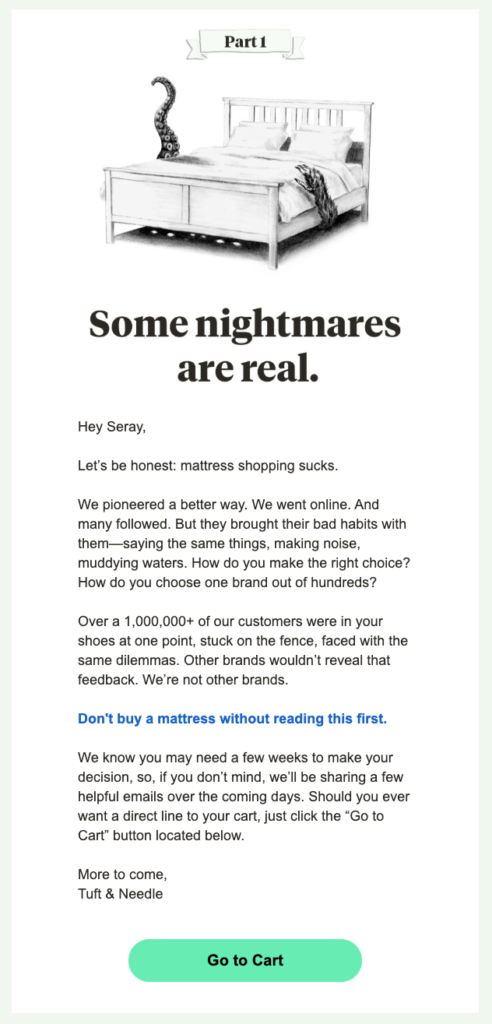 Part 1
Some nightmares
are real.
Hey Seray,
Let's be honest: mattress shopping sucks.
We pioneered a better way. We went online. And
many followed. But they brought their bad habits with
them—saying the same things, making noise,
muddying waters. How do you make the right choice?
How do you choose one brand out of hundreds?
Over a 1,000,000+ of our customers were in your
shoes at one point, stuck on the fence, faced with the
same dilemmas. Other brands wouldn't reveal that
feedback. We're not other brands.
Don't buy a mattress without reading this first.
We know you may need a few weeks to make your
decision, so, if you don't mind, we'll be sharing a few
helpful emails over the coming days. Should you ever
want a direct line to your cart, just click the “Go to
Cart” button located below.
More to come,
Tuft & Needle
Go to Cart